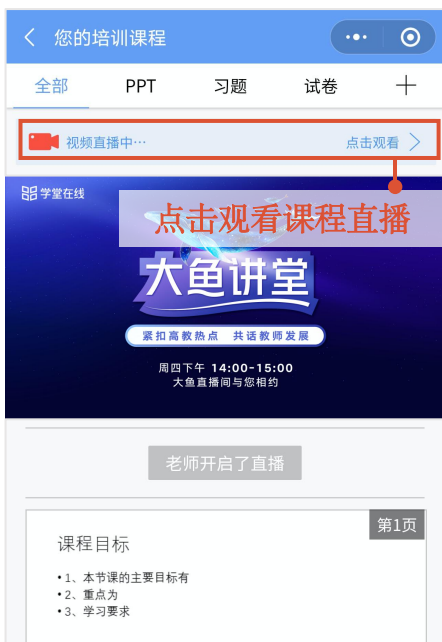 您的培训课程
全部 PPT 习题 试卷
视频直播中… 点击观看
学堂在线
点击观看课程直播
大鱼讲堂
紧扣高教热点 共话教师发展
周四下午 14:00-15:00
大鱼直播间与您相约
老师开启了直播
第1页
课程目标
•1、本节课的主要目标有
•2、重点为
•3、学习要求